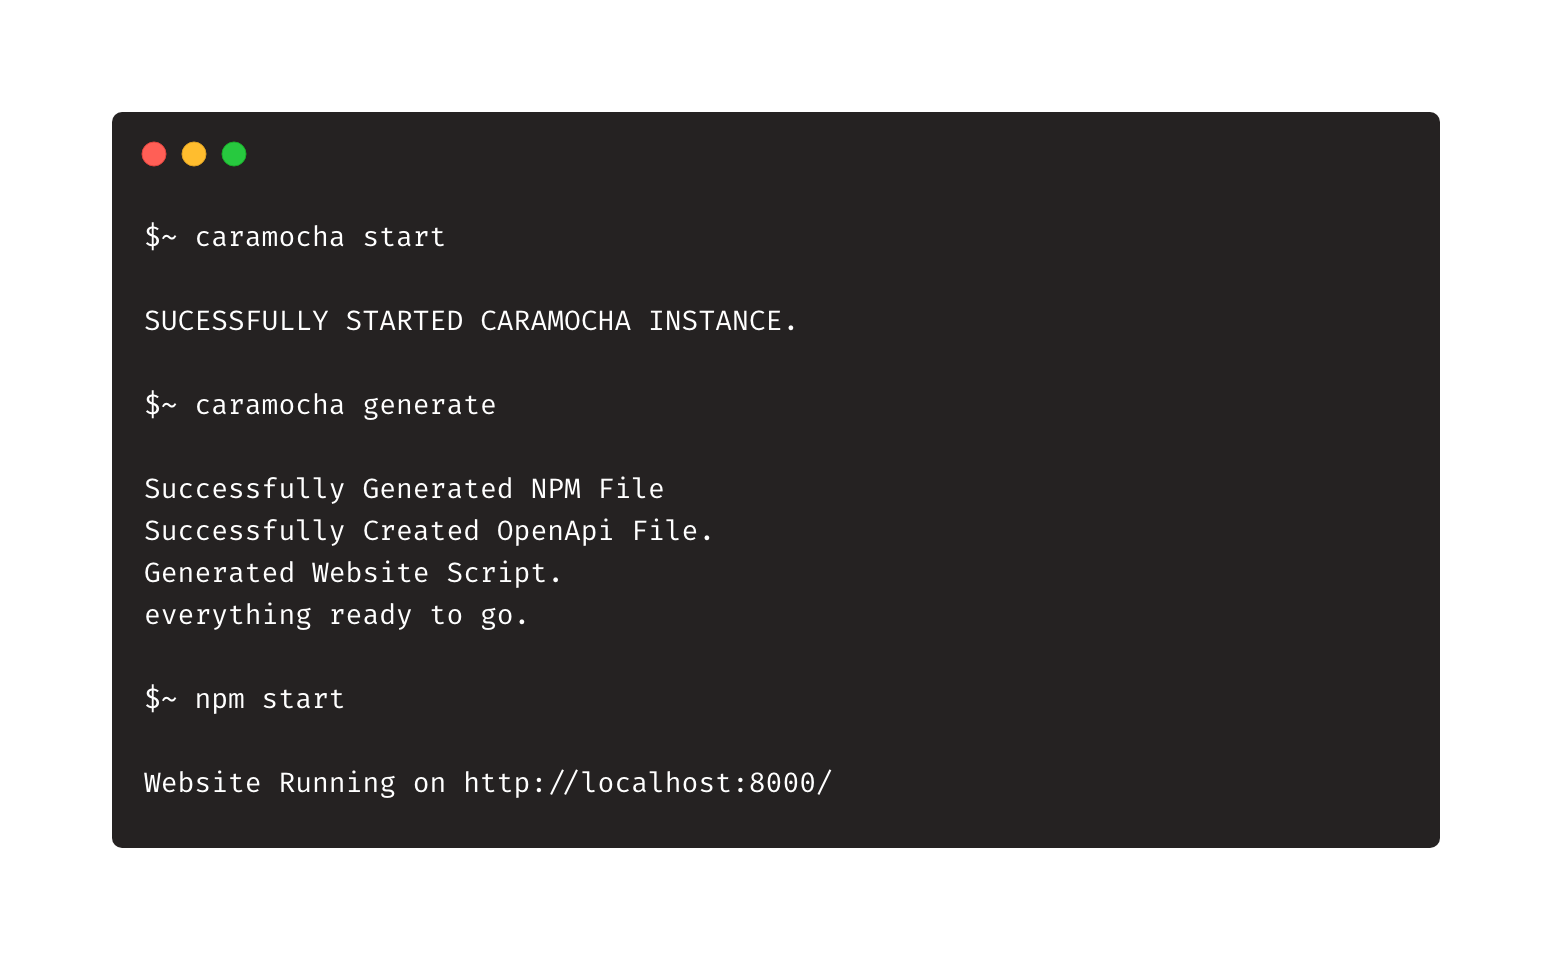 $~ caramocha start
SUCESSFULLY STARTED CARAMOCHA INSTANCE.
$~ caramocha generate
Successfully Generated NPM File
Successfully Created OpenApi File.
Generated Website Script.
everything ready to go.
$~ npm start
Website Running on http://localhost:8000/